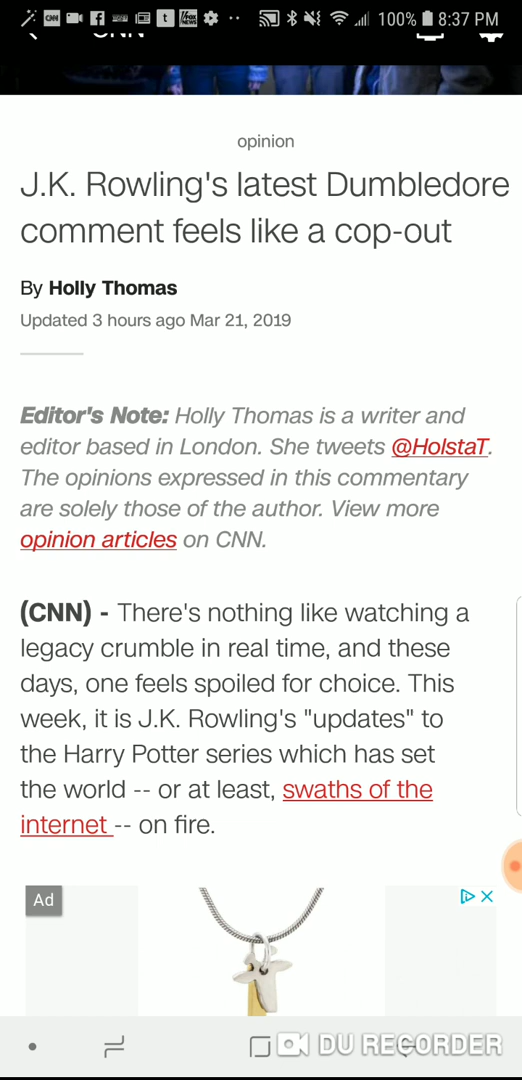 100% 8:37 PM
CNN
opinion
J.K. Rowling's latest Dumbledore
comment feels like a cop-out
By Holly Thomas
Updated 3 hours ago Mar 21, 2019
Editor's Note: Holly Thomas is a writer and
editor based in London. She tweets @HolstaT.
The opinions expressed in this commentary
are solely those of the author. View more
opinion articles on CNN.
(CNN) - There's nothing like watching a
legacy crumble in real time, and these
days, one feels spoiled for choice. This
week, it is J.K. Rowling's "updates" to
the Harry Potter series which has set
the world -- or at least, swaths of the
internet -- on fire.
Ad
DU RECORDER